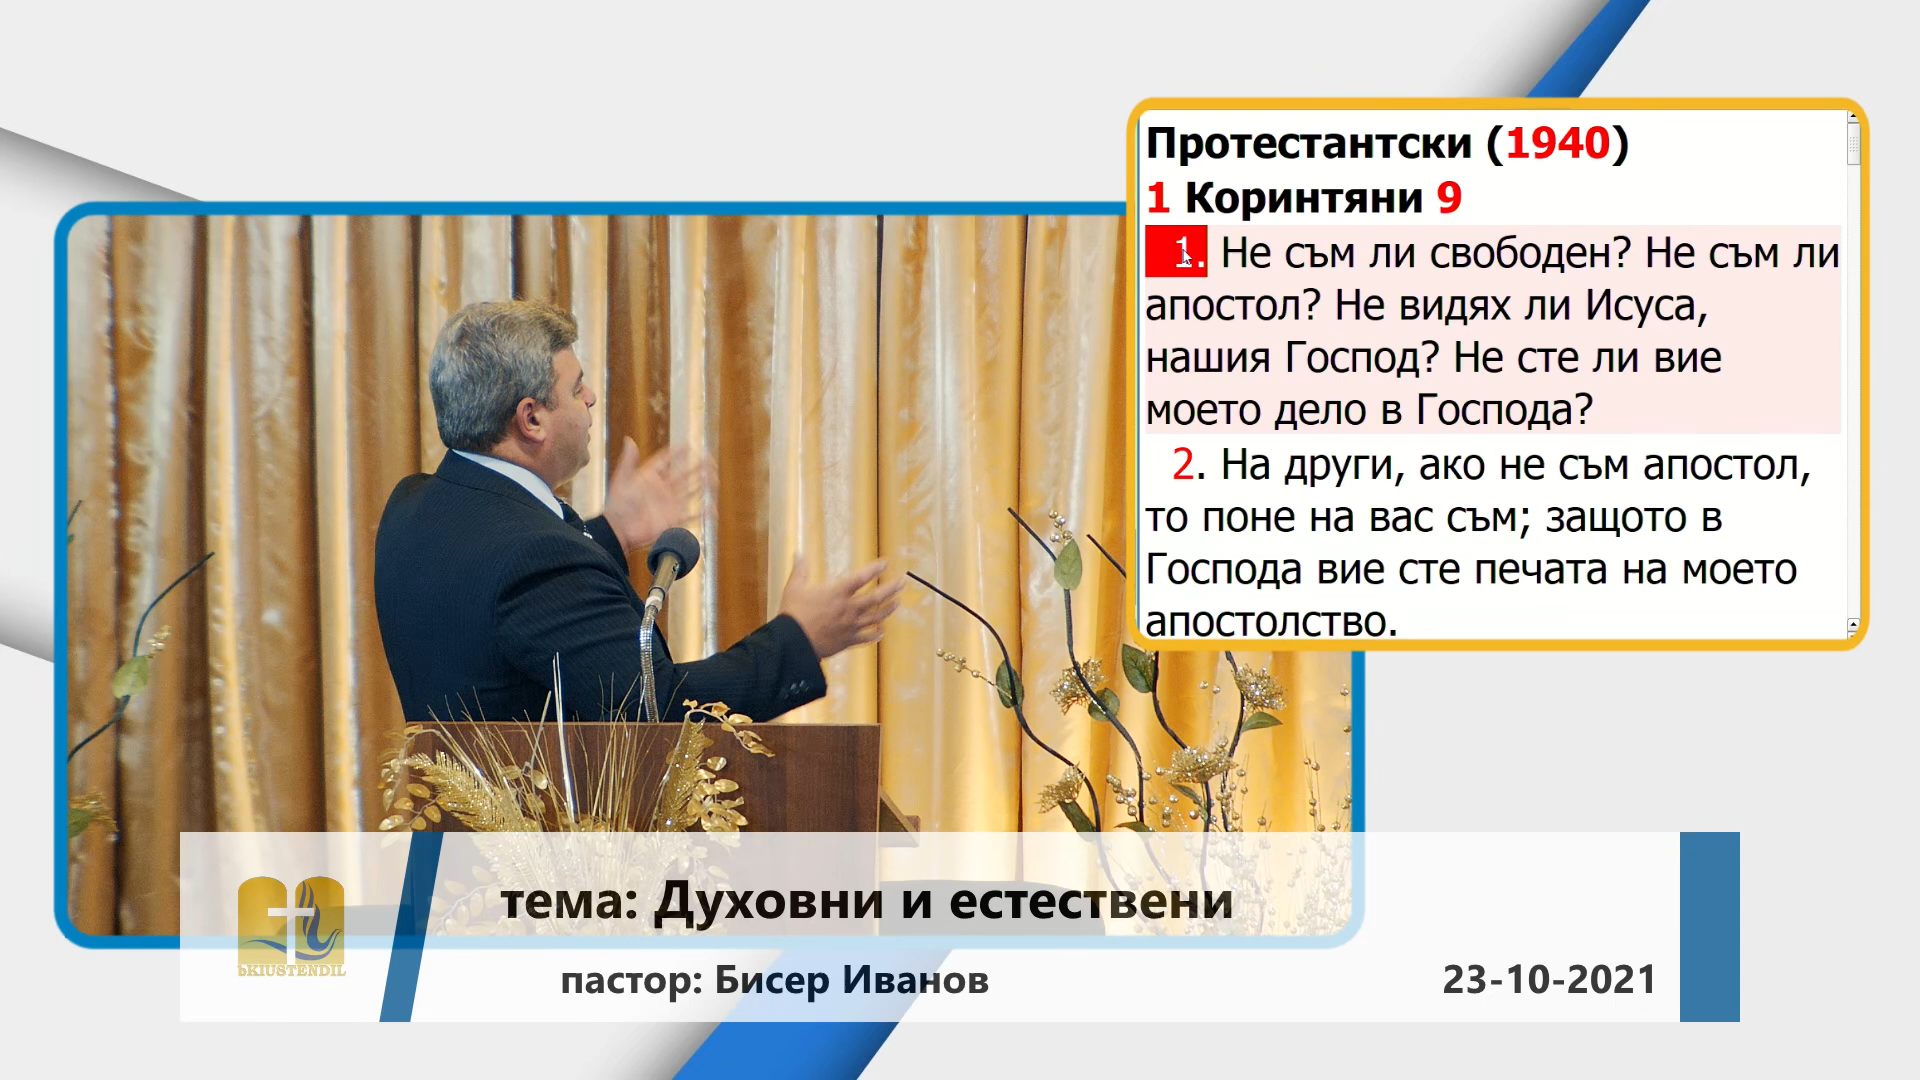 Протестантски (1940)
1 Коринтяни 9
1. Не съм ли свободен? Не съм ли
апостол? Не видях ли Исуса,
нашия Господ? Не сте ли вие
моето дело в Господа?
2. На други, ако не съм апостол,
то поне на вас съм; защото в
Господа вие сте печата на моето
апостолство.
тема: Духовни и естествени
пастор: Бисер Иванов
23-10-2021
ЪKIUSTENDIL